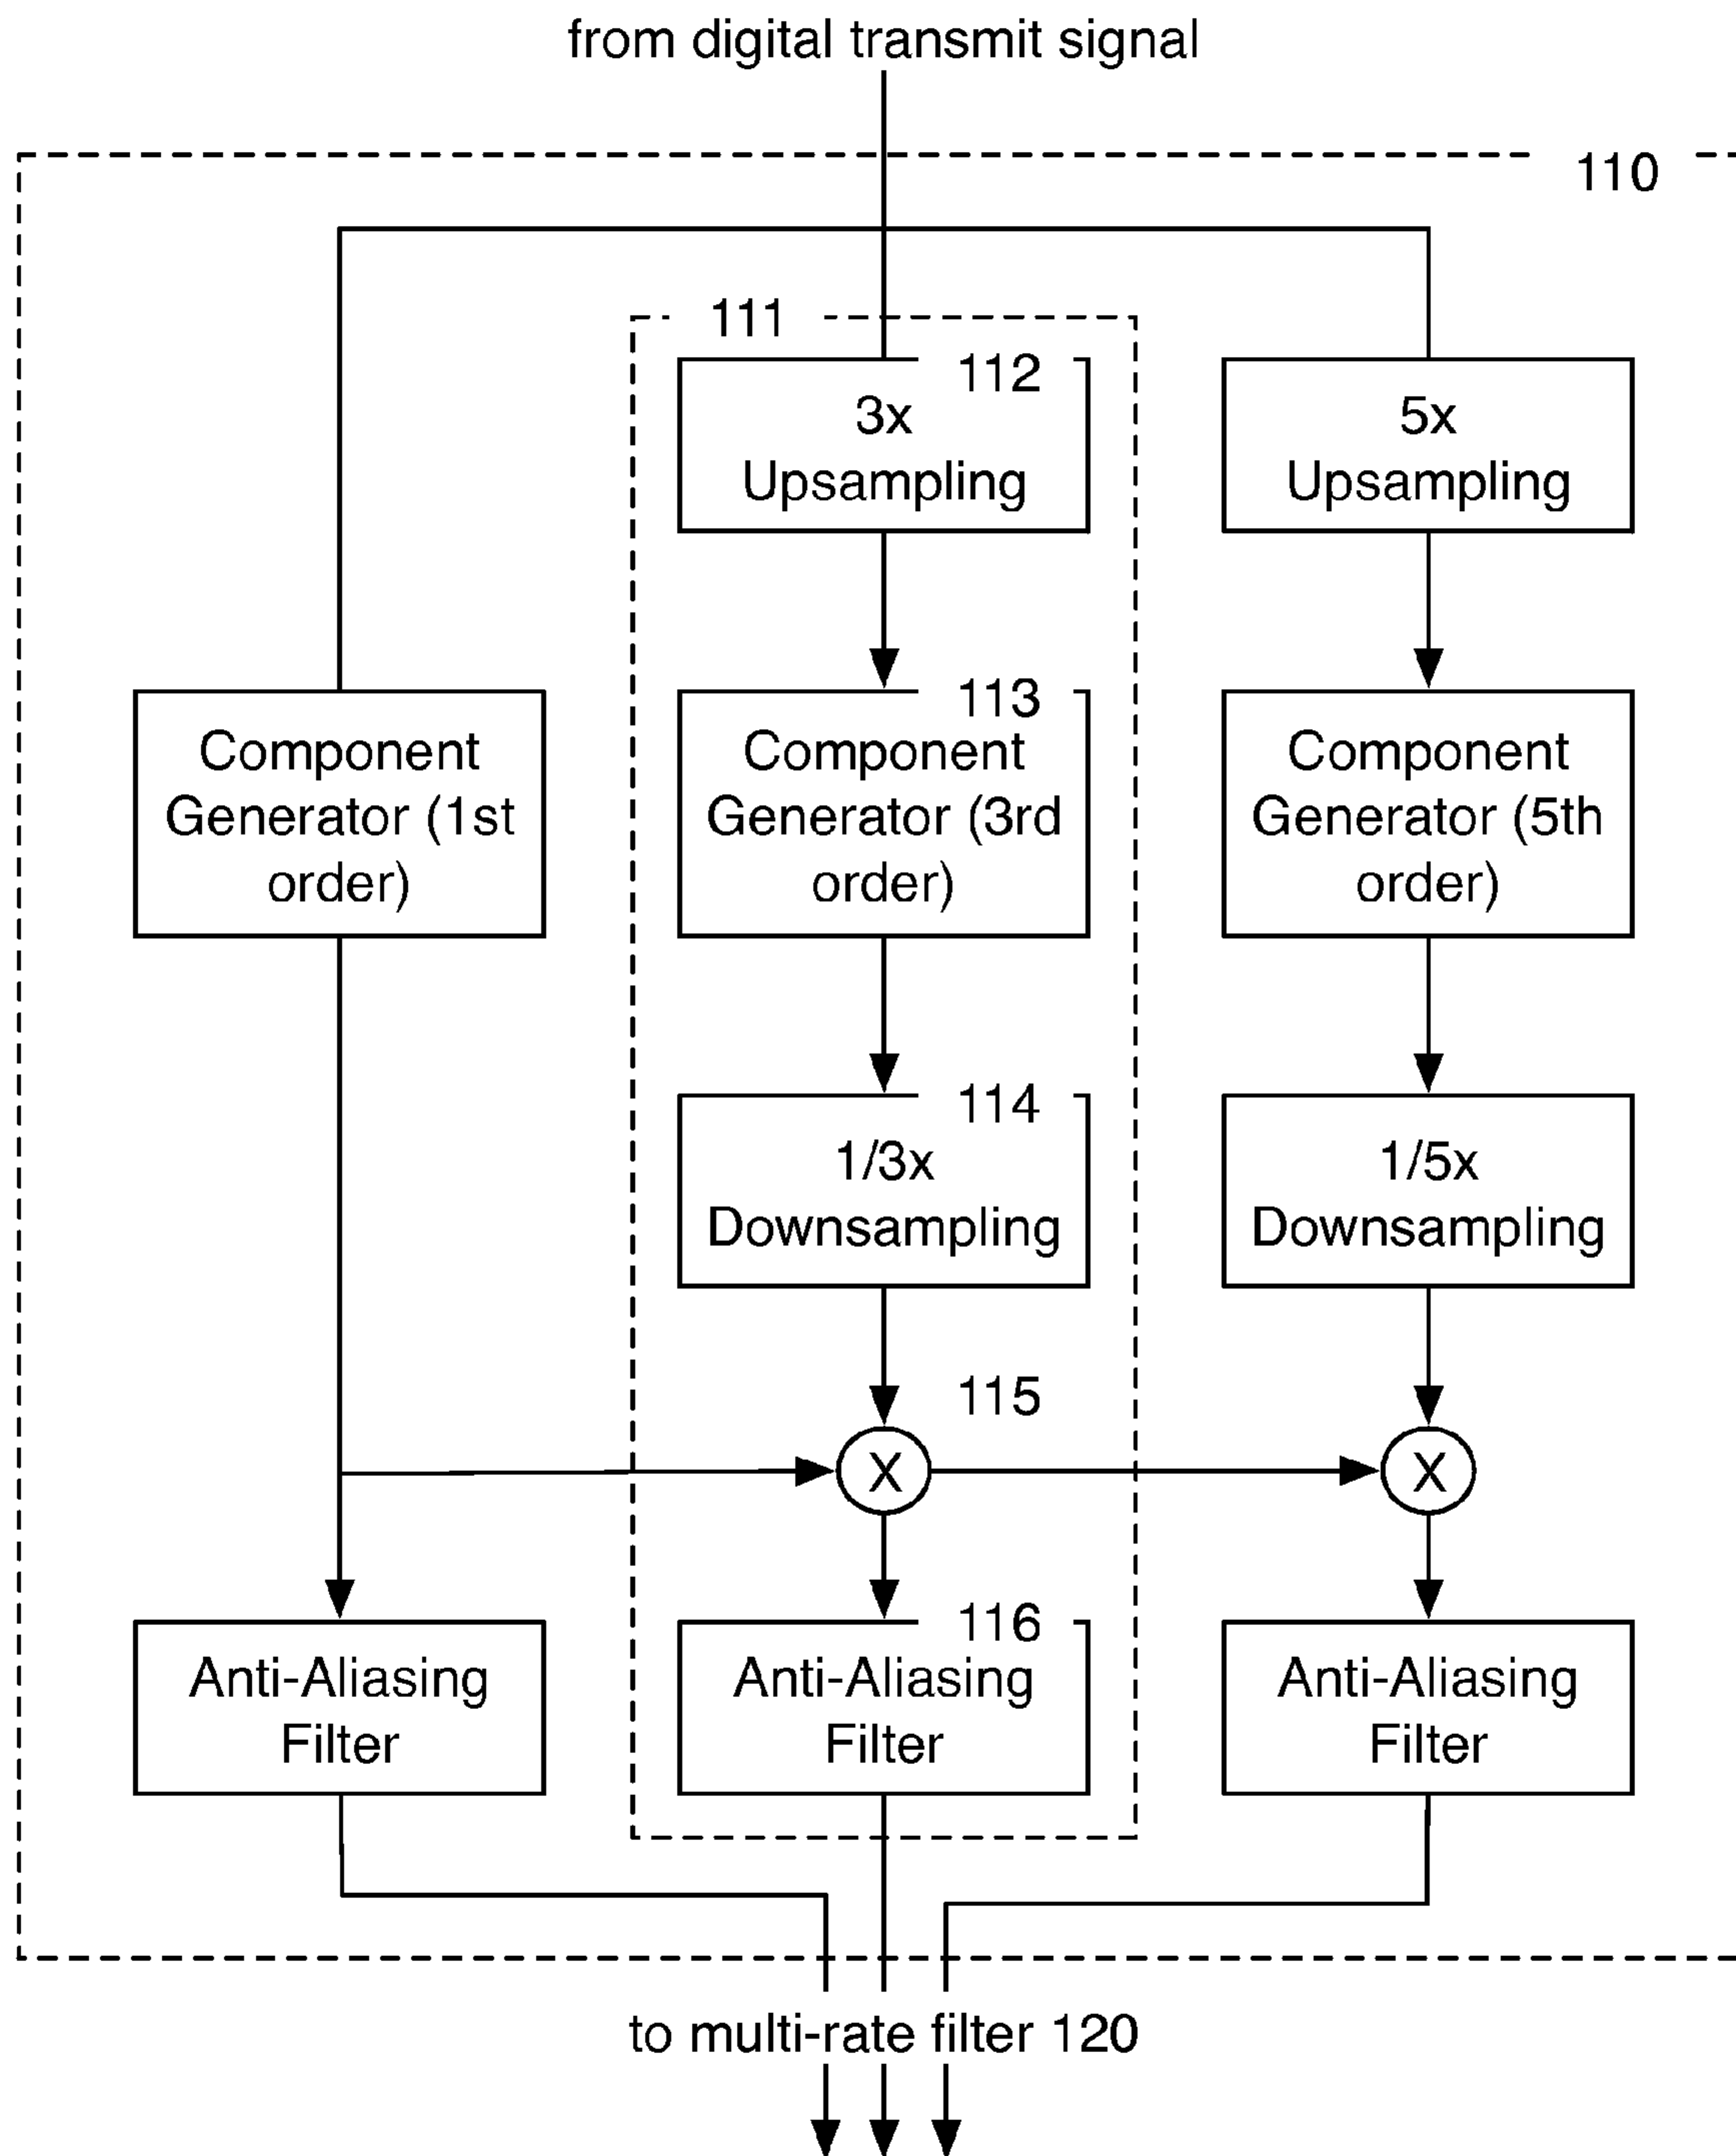 from digital transmit signal
110
111
112
3x
Upsampling
5x
Upsampling
Component
Generator (1st
order)
113
Component
Generator (3rd
order)
Component
Generator (5th
order)
114
1/3x
Downsampling
1/5x
Downsampling
115
X
X
Anti-Aliasing
Filter
116
Anti-Aliasing
Filter
Anti-Aliasing
Filter
to multi-rate filter 120